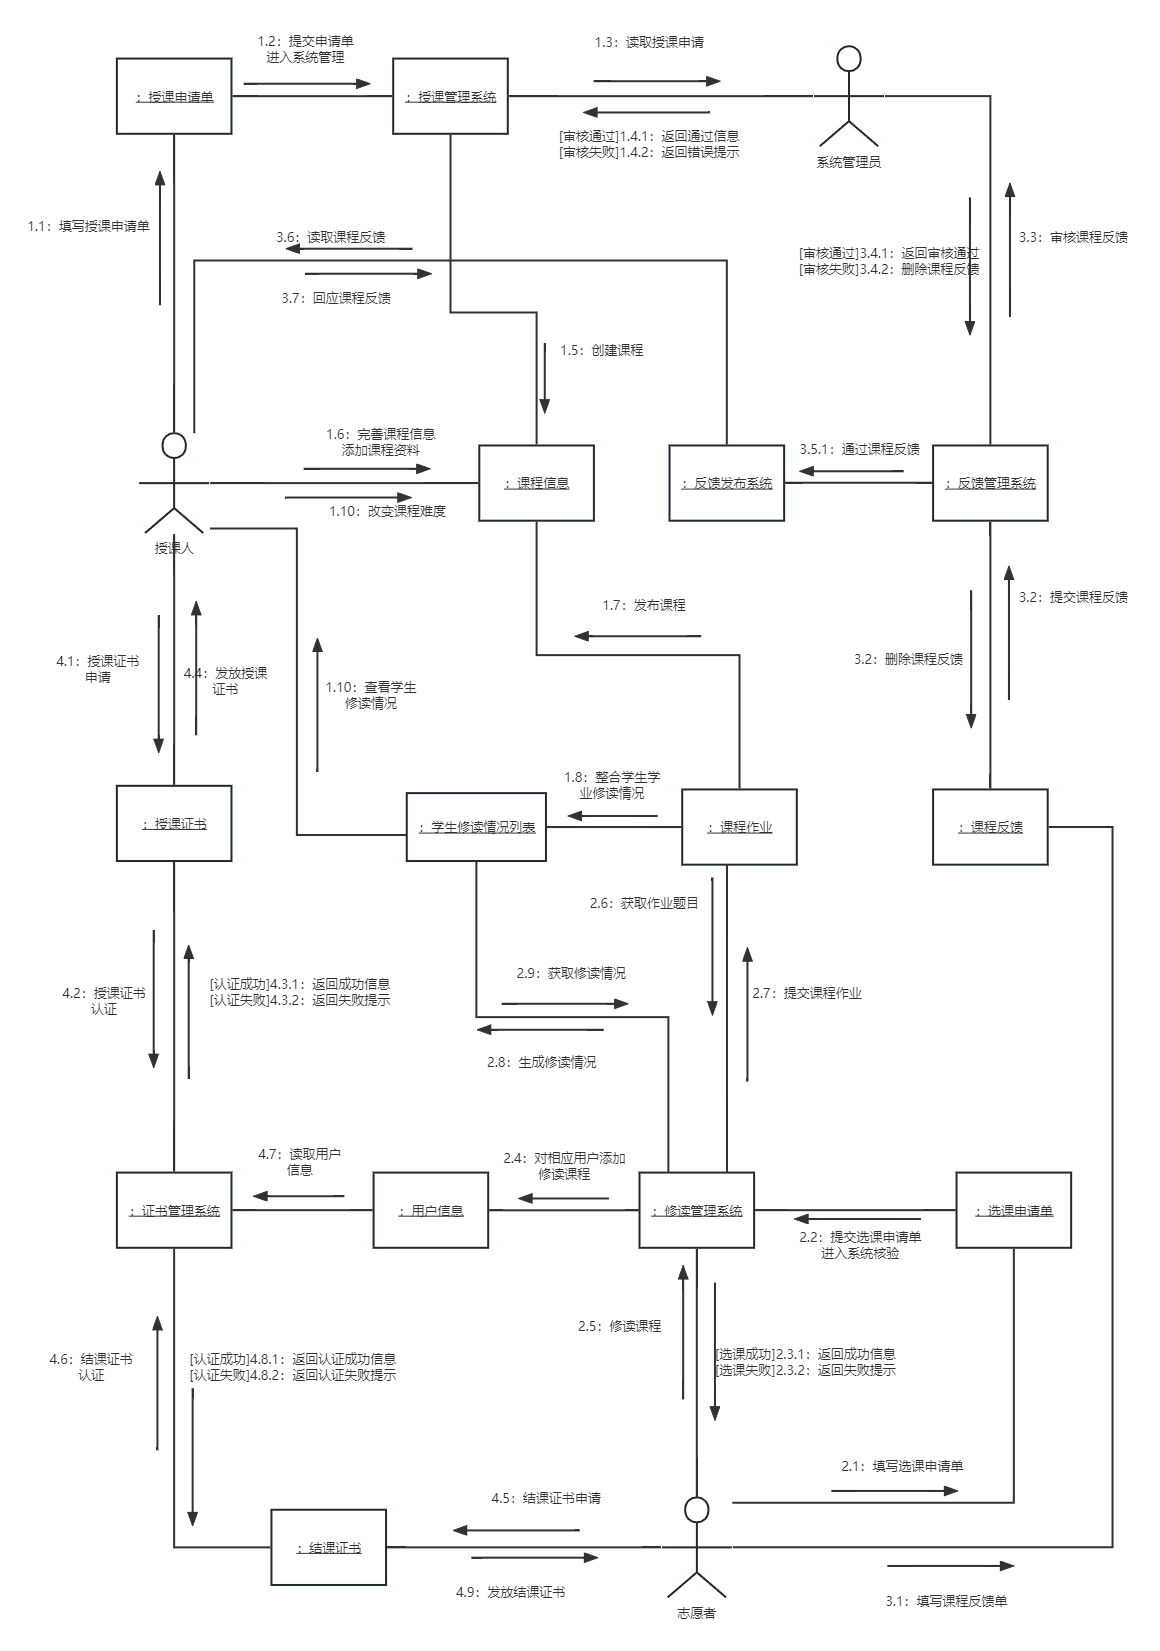 1.2：提交申请单
进入系统管理
1.3：读取授课申请
：授课申请单
：授课管理系统
[审核通过]1.4.1：返回通过信息
[审核失败]1.4.2：返回错误提示
系统管理员
1.1：填写授课申请单
3.6：读取课程反馈
3.7：回应课程反馈
[审核通过]3.4.1：返回审核通过
[审核失败]3.4.2：删除课程反馈
3.3：审核课程反馈
1.5：创建课程
1.6：完善课程信息
添加课程资料
3.5.1：通过课程反馈
：课程信息
：反馈发布系统
：反馈管理系统
1.10：改变课程难度
授课人
1.7：发布课程
3.2：提交课程反馈
4.1：授课证书
申请
4.4：发放授课
证书
1.10：查看学生
修读情况
3.2：删除课程反馈
1.8：整合学生学
业修读情况
：授课证书
：学生修读情况列表
：课程作业
：课程反馈
2.6：获取作业题目
4.2：授课证书
认证
[认证成功]4.3.1：返回成功信息
[认证失败]4.3.2：返回失败提示
2.9：获取修读情况
2.7：提交课程作业
2.8：生成修读情况
4.7：读取用户
信息
2.4：对相应用户添加
修读课程
：证书管理系统
：用户信息
：修读管理系统
：选课申请单
2.2：提交选课申请单
进入系统核验
2.5：修读课程
4.6：结课证书
认证
[认证成功]4.8.1：返回认证成功信息
[认证失败]4.8.2：返回认证失败提示
[选课成功]2.3.1：返回成功信息
[选课失败]2.3.2：返回失败提示
2.1：填写选课申请单
4.5：结课证书申请
：结课证书
4.9：发放结课证书
志愿者
3.1：填写课程反馈单